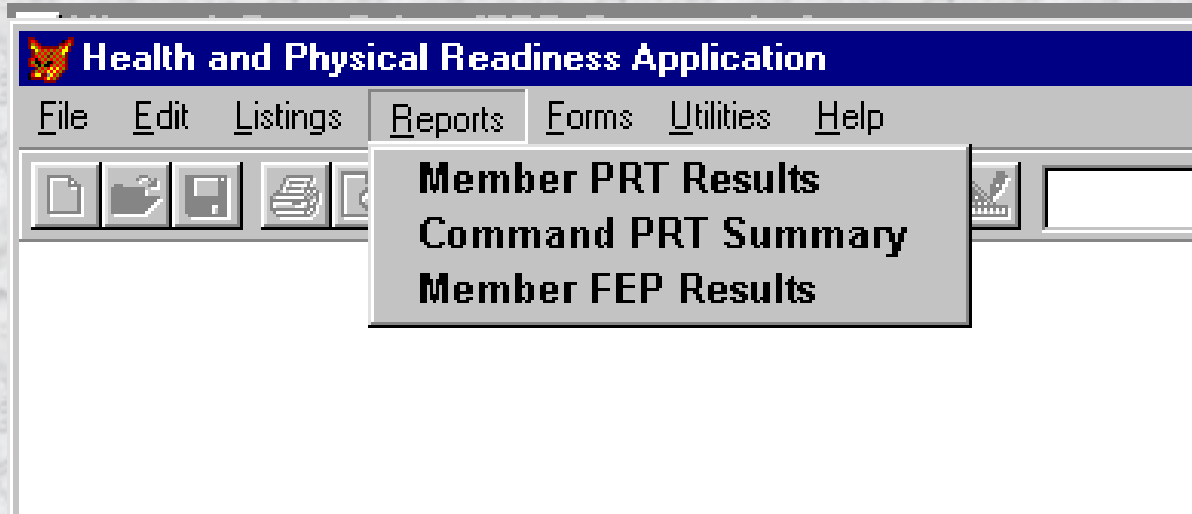 Health and Physical Readiness Application
File Edit Listings Reports Forms Utilities Help
Member PRT Results
Command PRT Summary
Member FEP Results